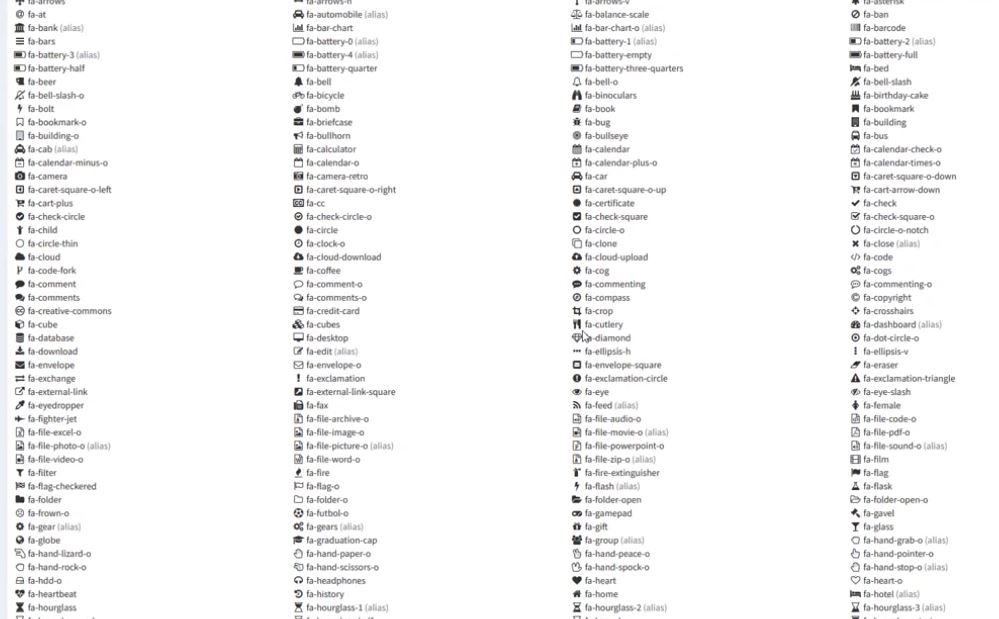 fa-arrows fa-arrows-h fa-arrows-v fa-asterisk
fa-at fa-automobile (alias) fa-balance-scale fa-ban
fa-bank (alias) fa-bar-chart fa-bar-chart-o (alias) fa-barcode
fa-bars fa-battery-0 (alias) fa-battery-1 (alias) fa-battery-2 (alias)
fa-battery-3 (alias) fa-battery-4 (alias) fa-battery-empty fa-battery-full
fa-battery-half fa-battery-quarter fa-battery-three-quarters fa-bed
fa-beer fa-bell fa-bell-o fa-bell-slash
fa-bell-slash-o fa-bicycle fa-binoculars fa-birthday-cake
fa-bolt fa-bomb fa-book fa-bookmark
fa-bookmark-o fa-briefcase fa-bug fa-building
fa-building-o fa-bullhorn fa-bullseye fa-bus
fa-cab (alias) fa-calculator fa-calendar fa-calendar-check-o
fa-calendar-minus-o fa-calendar-o fa-calendar-plus-o fa-calendar-times-o
fa-camera fa-camera-retro fa-car fa-caret-square-o-down
fa-caret-square-o-left fa-caret-square-o-right fa-caret-square-o-up fa-cart-arrow-down
fa-cart-plus fa-cc fa-certificate fa-check
fa-check-circle fa-check-circle-o fa-check-square fa-check-square-o
fa-child fa-circle fa-circle-o fa-circle-o-notch
fa-circle-thin fa-clock-o fa-clone fa-close (alias)
fa-cloud fa-cloud-download fa-cloud-upload fa-code
fa-code-fork fa-coffee fa-cog fa-cogs
fa-comment fa-comment-o fa-commenting fa-commenting-o
fa-comments fa-comments-o fa-compass fa-copyright
fa-creative-commons fa-credit-card fa-crop fa-crosshairs
fa-cube fa-cubes fa-cutlery fa-dashboard (alias)
fa-database fa-desktop fa-diamond fa-dot-circle-o
fa-download fa-edit (alias) fa-ellipsis-h fa-ellipsis-v
fa-envelope fa-envelope-o fa-envelope-square fa-eraser
fa-exchange fa-exclamation fa-exclamation-circle fa-exclamation-triangle
fa-external-link fa-external-link-square fa-eye fa-eye-slash
fa-eyedropper fa-fax fa-feed (alias) fa-female
fa-fighter-jet fa-file-archive-o fa-file-audio-o fa-file-code-o
fa-file-excel-o fa-file-image-o fa-file-movie-o (alias) fa-file-pdf-o
fa-file-photo-o (alias) fa-file-picture-o (alias) fa-file-powerpoint-o fa-file-sound-o (alias)
fa-file-video-o fa-file-word-o fa-file-zip-o (alias) fa-film
fa-filter fa-fire fa-fire-extinguisher fa-flag
fa-flag-checkered fa-flag-o fa-flash (alias) fa-flask
fa-folder fa-folder-o fa-folder-open fa-folder-open-o
fa-frown-o fa-futbol-o fa-gamepad fa-gavel
fa-gear (alias) fa-gears (alias) fa-gift fa-glass
fa-globe fa-graduation-cap fa-group (alias) fa-hand-grab-o (alias)
fa-hand-lizard-o fa-hand-paper-o fa-hand-peace-o fa-hand-pointer-o
fa-hand-rock-o fa-hand-scissors-o fa-hand-spock-o fa-hand-stop-o (alias)
fa-hdd-o fa-headphones fa-heart fa-heart-o
fa-heartbeat fa-history fa-home fa-hotel (alias)
fa-hourglass fa-hourglass-1 (alias) fa-hourglass-2 (alias) fa-hourglass-3 (alias)